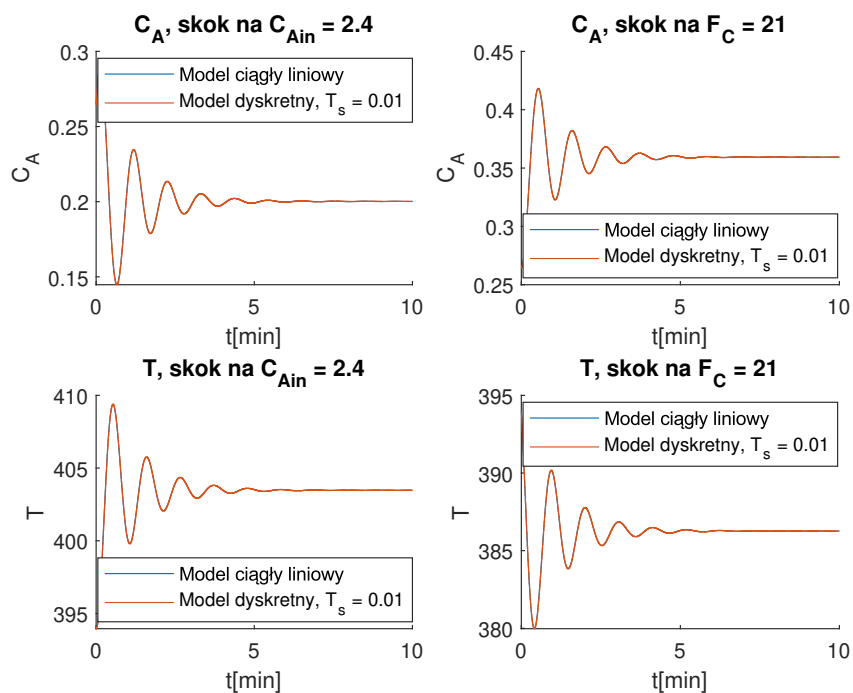 C_A, skok na C_Ain = 2.4
0.3
0.25
0.2
0.15
C_A
Model ciągły liniowy
Model dyskretny, T_s = 0.01
0 5 10
t[min]
C_A, skok na F_C = 21
0.45
0.4
0.35
0.3
0.25
C_A
Model ciągły liniowy
Model dyskretny, T_s = 0.01
0 5 10
t[min]
T, skok na C_Ain = 2.4
410
405
400
395
T
Model ciągły liniowy
Model dyskretny, T_s = 0.01
0 5 10
t[min]
T, skok na F_C = 21
395
390
385
380
T
Model ciągły liniowy
Model dyskretny, T_s = 0.01
0 5 10
t[min]